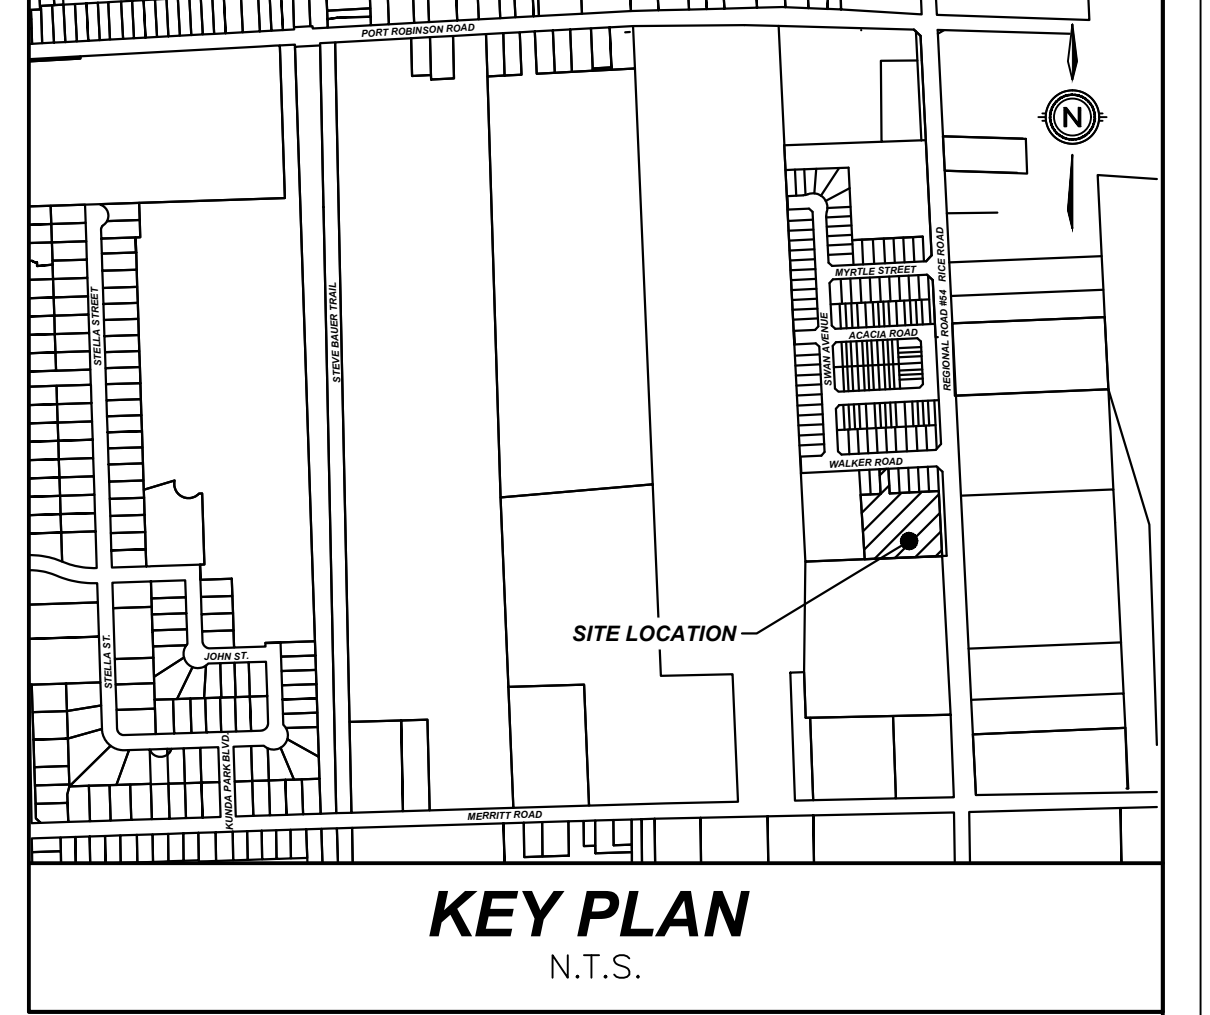 PORT ROBINSON ROAD
N
STELLA STREET
STEVE BAUER TRAIL
MYRTLE STREET
SWAN AVENUE
ACACIA ROAD
REGIONAL ROAD #54 RICE ROAD
WALKER ROAD
SITE LOCATION
STELLA ST.
JOHN ST.
KUNDA PARK BLVD.
MERRITT ROAD
KEY PLAN
N.T.S.